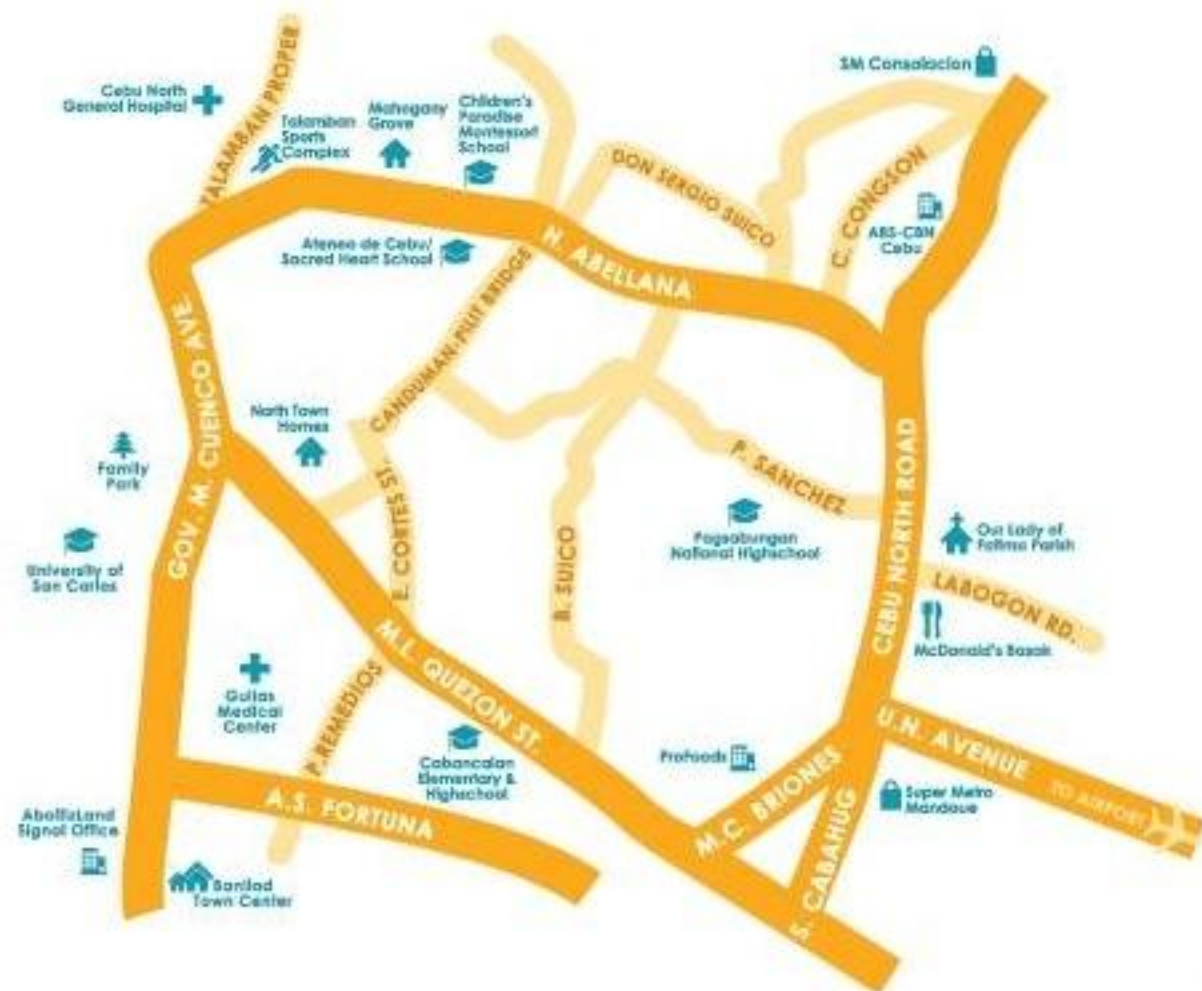 SM Consolacion
Cebu North
General Hospital
TALAMBAN PROPER
Talamban
Sports
Complex
Mahogany
Grove
Children's
Paradise
Montessori
School
DON SERGIO SUICO
C. CONGSON
ABS-CBN
Cebu
Ateneo de Cebu/
Sacred Heart School
N. ABELLANA
CANDUMAN-PILIT BRIDGE
GOV. M. CUENCO AVE
North Town
Homes
Family
Park
University of
San Carlos
E. CORTES ST.
B. SUICO
P. SANCHEZ
Pagsabungan
National Highschool
CEBU NORTH ROAD
Our Lady of
Fatima Parish
LABOGON RD.
McDonald's Basak
M.L. QUEZON ST.
Gullas
Medical
Center
P. REMEDIOS
Cabancalan
Elementary &
Highschool
A.S. FORTUNA
Profoods
M.C. BRIONES
S. CABAHUG
U.N. AVENUE
TO AIRPORT
Super Metro
Mandaue
AboitizLand
Signal Office
Banilad
Town Center